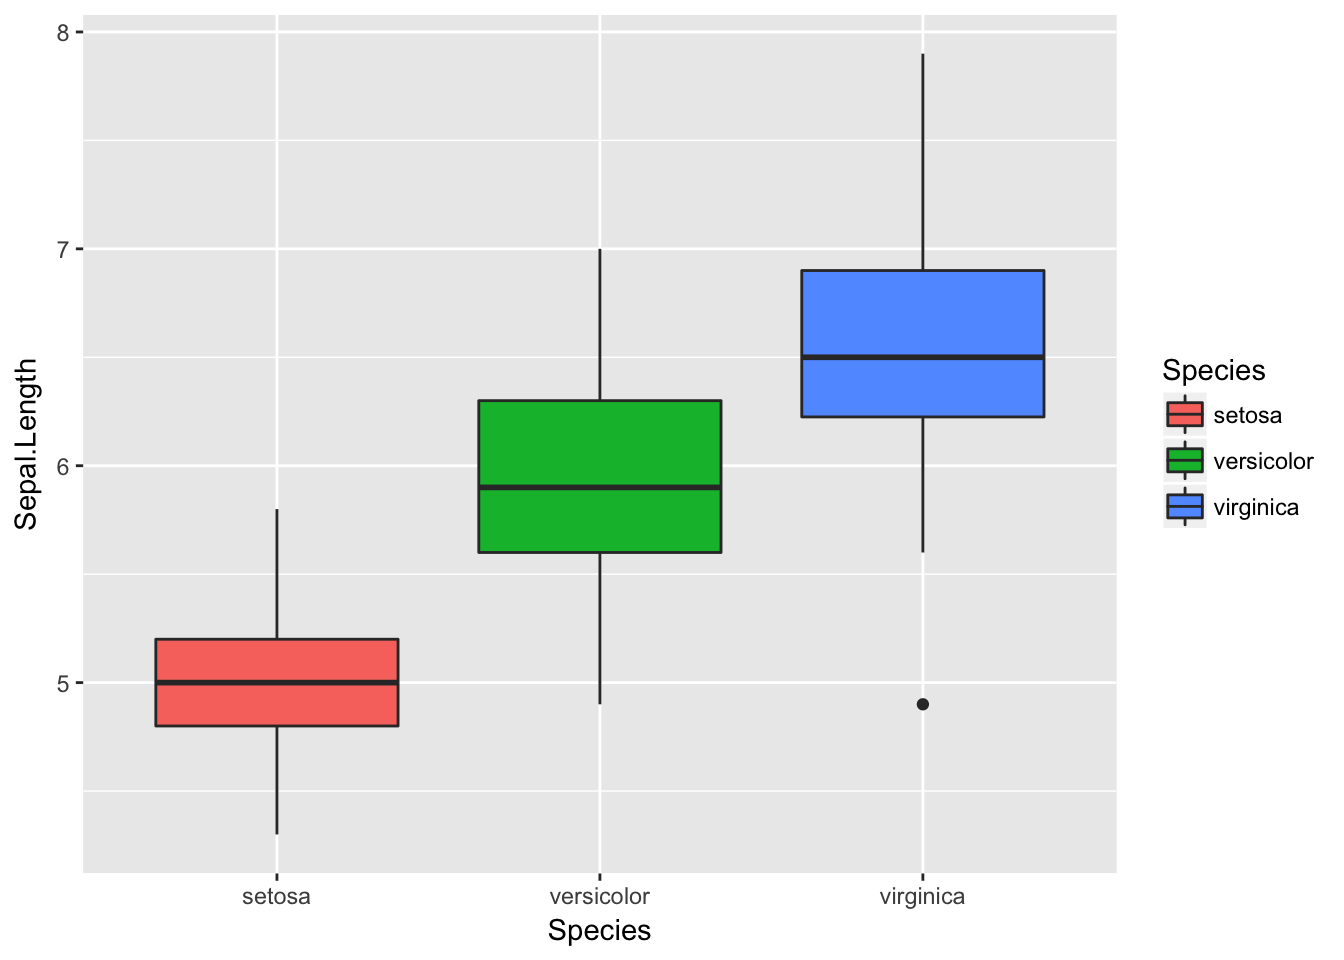 8
7
6
5
Sepal.Length
setosa
versicolor
virginica
Species
Species
setosa
versicolor
virginica